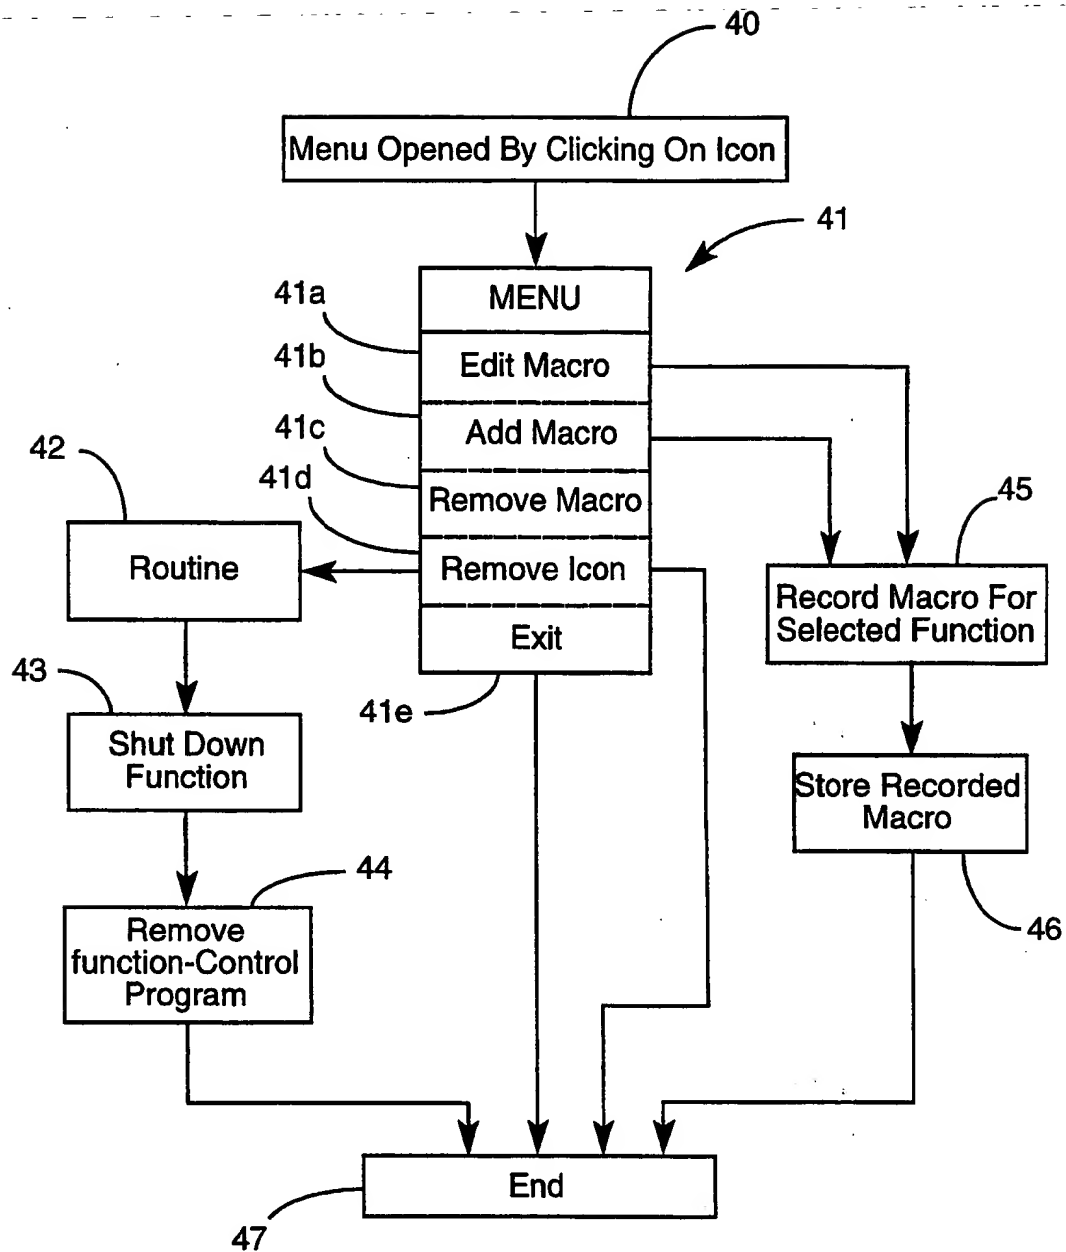 40
Menu Opened By Clicking On Icon
41
MENU
41a
Edit Macro
41b
Add Macro
41c
Remove Macro
41d
Remove Icon
Exit
41e
42
Routine
43
Shut Down
Function
44
Remove
function-Control
Program
45
Record Macro For
Selected Function
Store Recorded
Macro
46
End
47